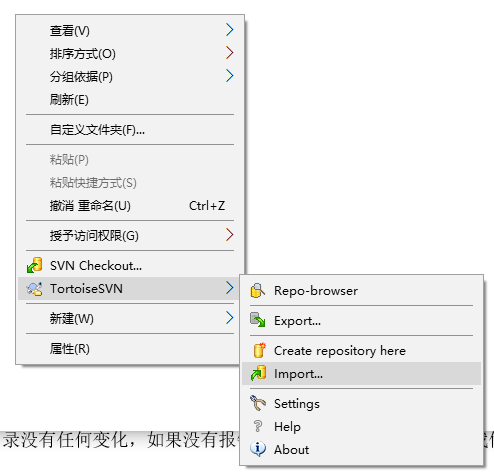 查看(V)
排序方式(O)
分组依据(P)
刷新(E)
自定义文件夹(F)...
粘贴(P)
粘贴快捷方式(S)
撤消 重命名(U) Ctrl+Z
授予访问权限(G)
SVN Checkout...
TortoiseSVN
新建(W)
属性(R)
Repo-browser
Export...
Create repository here
Import...
Settings
Help
About
录没有任何变化，如果没有报